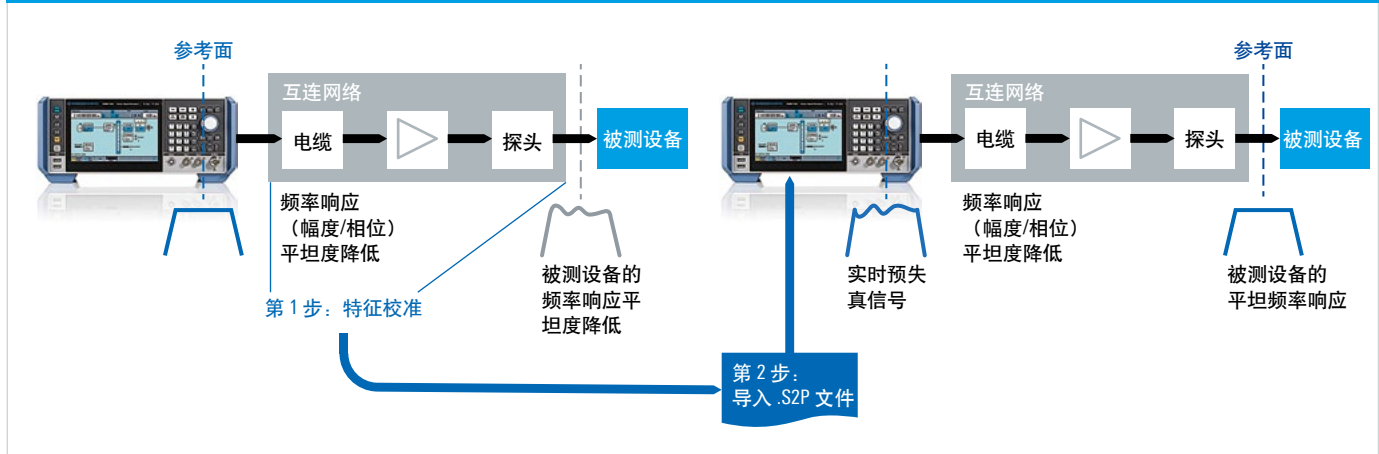 参考面
互连网络
电缆
探头
被测设备
频率响应
（幅度/相位）
平坦度降低
第 1 步：特征校准
被测设备的
频率响应平
坦度降低
参考面
互连网络
电缆
探头
被测设备
实时预失
真信号
频率响应
（幅度/相位）
平坦度降低
被测设备的
平坦频率响应
第 2 步：
导入 .S2P 文件